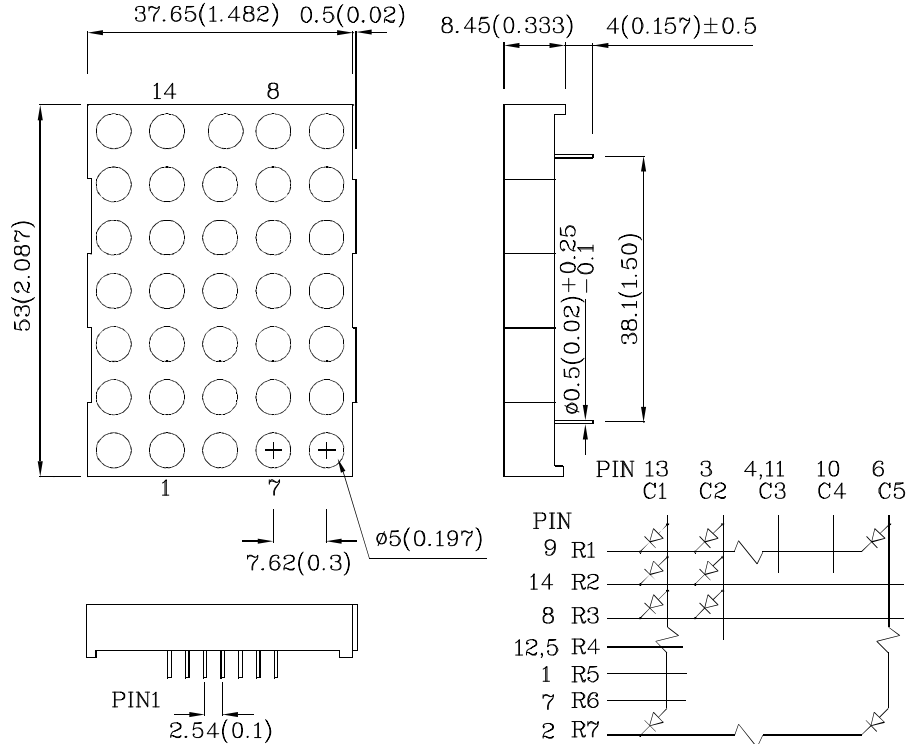 37.65(1.482) 0.5(0.02)
8.45(0.333) 4(0.157)±0.5
14 8
53(2.087)
ø0.5(0.02)+0.25
-0.1
38.1(1.50)
1 7
ø5(0.197)
7.62(0.3)
PIN1
2.54(0.1)
PIN 13 3 4,11 10 6
C1 C2 C3 C4 C5
PIN
9 R1
14 R2
8 R3
12,5 R4
1 R5
7 R6
2 R7